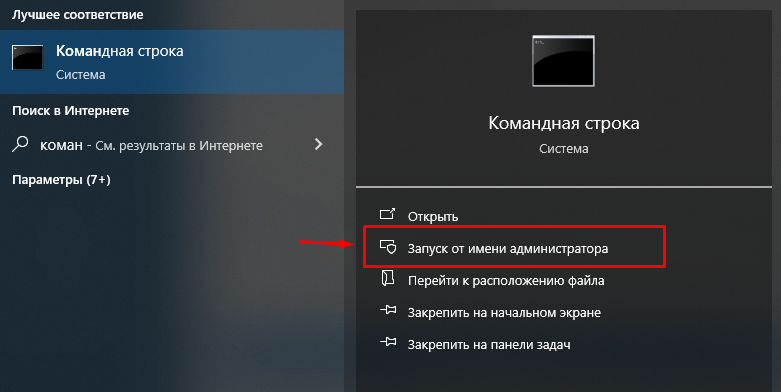 Лучшее соответствие
Командная строка
Система
Поиск в Интернете
коман - См. результаты в Интернете
Параметры (7+)
Командная строка
Система
Открыть
Запуск от имени администратора
Перейти к расположению файла
Закрепить на начальном экране
Закрепить на панели задач